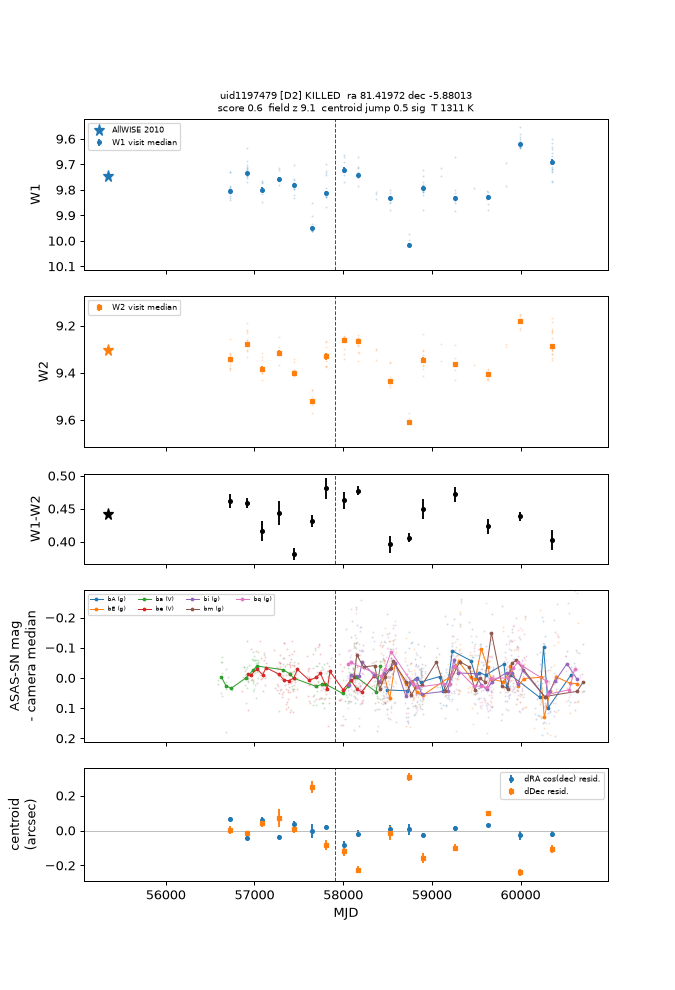 uid1197479 [D2] KILLED ra 81.41972 dec -5.88013
score 0.6 field z 9.1 centroid jump 0.5 sig T 1311 K
AllWISE 2010
W1 visit median
W1
9.6
9.7
9.8
9.9
10.0
10.1
W2 visit median
W2
9.2
9.4
9.6
W1-W2
0.50
0.45
0.40
bA (g)
bE (g)
ba (V)
be (V)
bi (g)
bm (g)
bq (g)
ASAS-SN mag
- camera median
−0.2
−0.1
0.0
0.1
0.2
dRA cos(dec) resid.
dDec resid.
centroid
(arcsec)
0.2
0.0
−0.2
56000 57000 58000 59000 60000
MJD